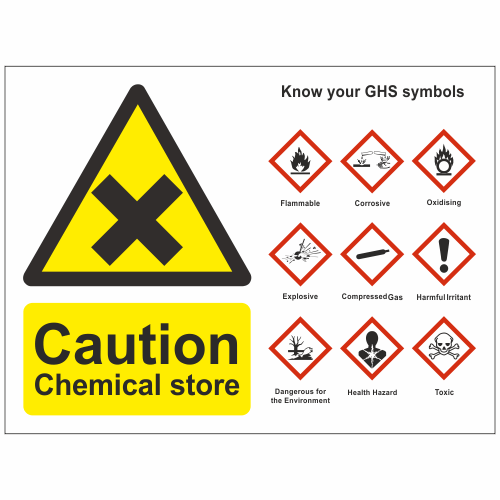 Caution
Chemical store
Know your GHS symbols
Flammable
Corrosive
Oxidising
Explosive
Compressed Gas
Harmful Irritant
Dangerous for
the Environment
Health Hazard
Toxic